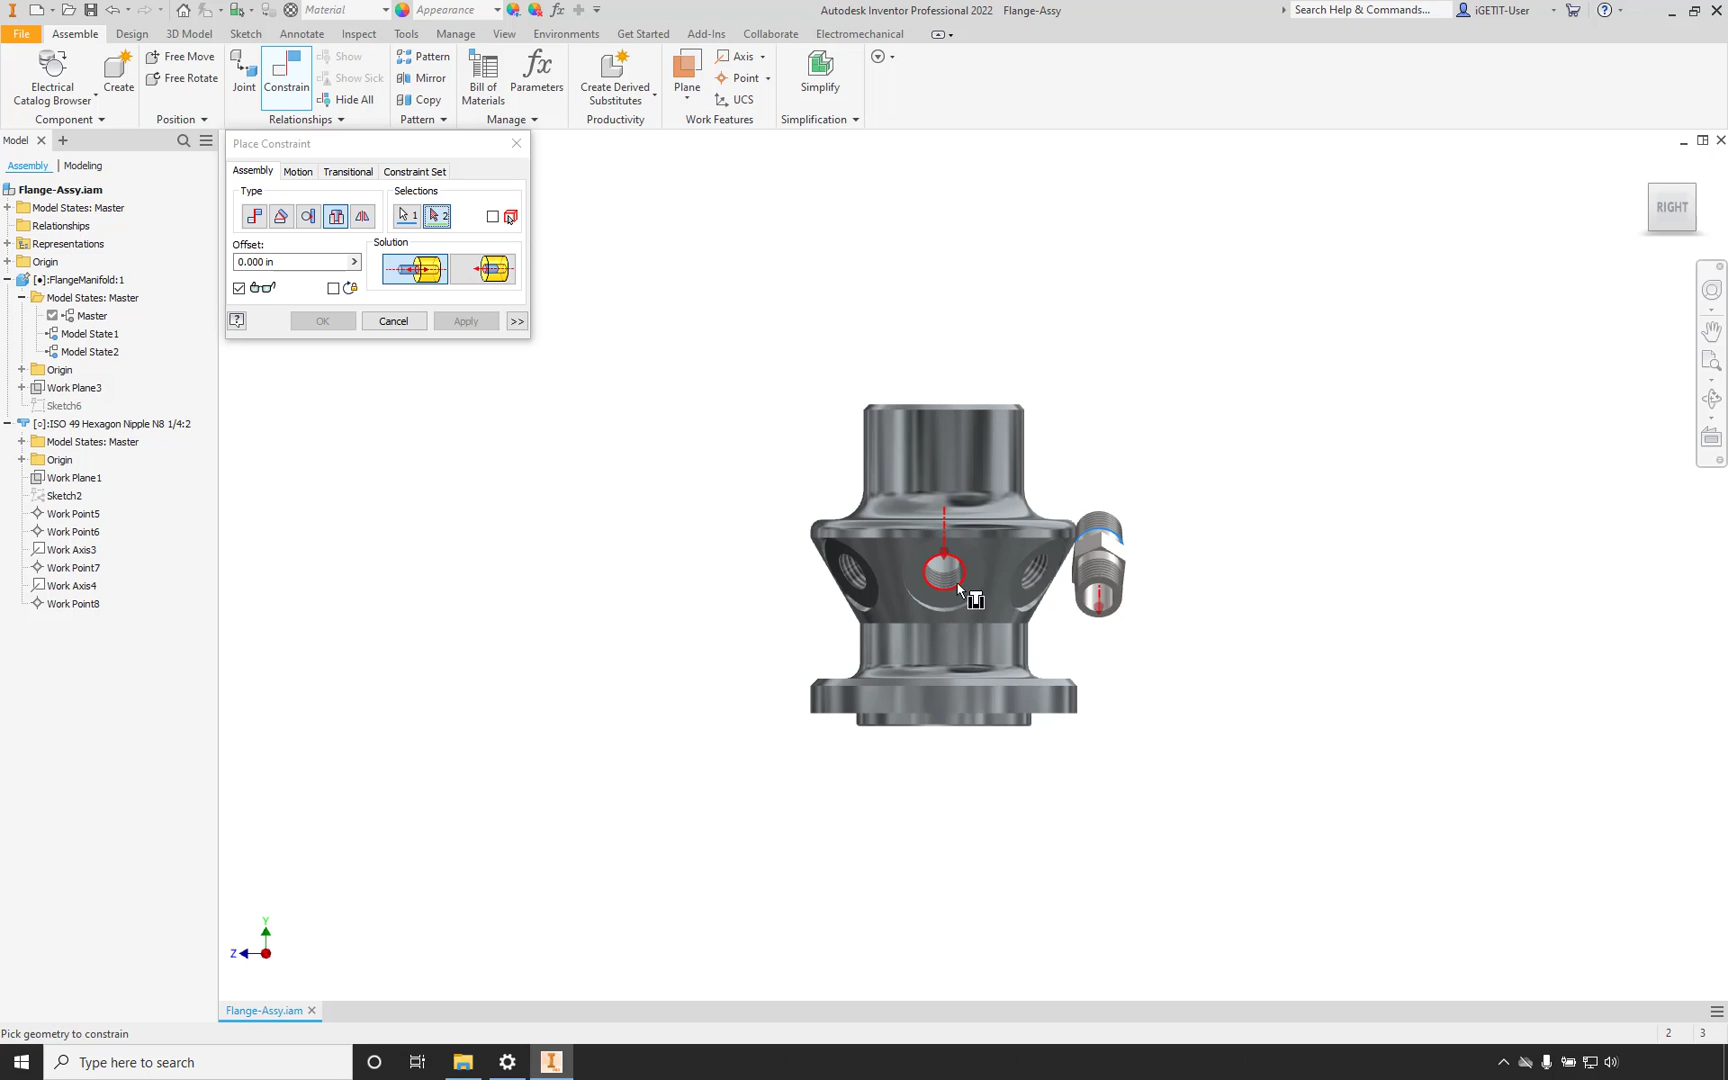 Material
Appearance
fx
Autodesk Inventor Professional 2022 Flange-Assy
Search Help & Commands...
iGETIT-User
File Assemble Design 3D Model Sketch Annotate Inspect Tools Manage View Environments Get Started Add-Ins Collaborate Electromechanical
Electrical
Catalog Browser
Create
Free Move
Free Rotate
Joint
Constrain
Show
Show Sick
Hide All
Pattern
Mirror
Copy
Bill of
Materials
fx
Parameters
Create Derived
Substitutes
Plane
Axis
Point
UCS
Simplify
Component Position Relationships Pattern Manage Productivity Work Features Simplification
Model
Assembly Modeling
Flange-Assy.iam
Model States: Master
Relationships
Representations
Origin
[●]:FlangeManifold:1
Model States: Master
Master
Model State1
Model State2
Origin
Work Plane3
Sketch6
[○]:ISO 49 Hexagon Nipple N8 1/4:2
Model States: Master
Origin
Work Plane1
Sketch2
Work Point5
Work Point6
Work Axis3
Work Point7
Work Axis4
Work Point8
Place Constraint
Assembly Motion Transitional Constraint Set
Type
Selections
1 2
Offset:
0.000 in
Solution
OK Cancel Apply >>
RIGHT
Y
Z
Flange-Assy.iam
Pick geometry to constrain
2 3
Type here to search